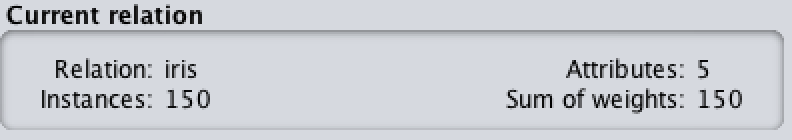 Current relation
Relation: iris Attributes: 5
Instances: 150 Sum of weights: 150